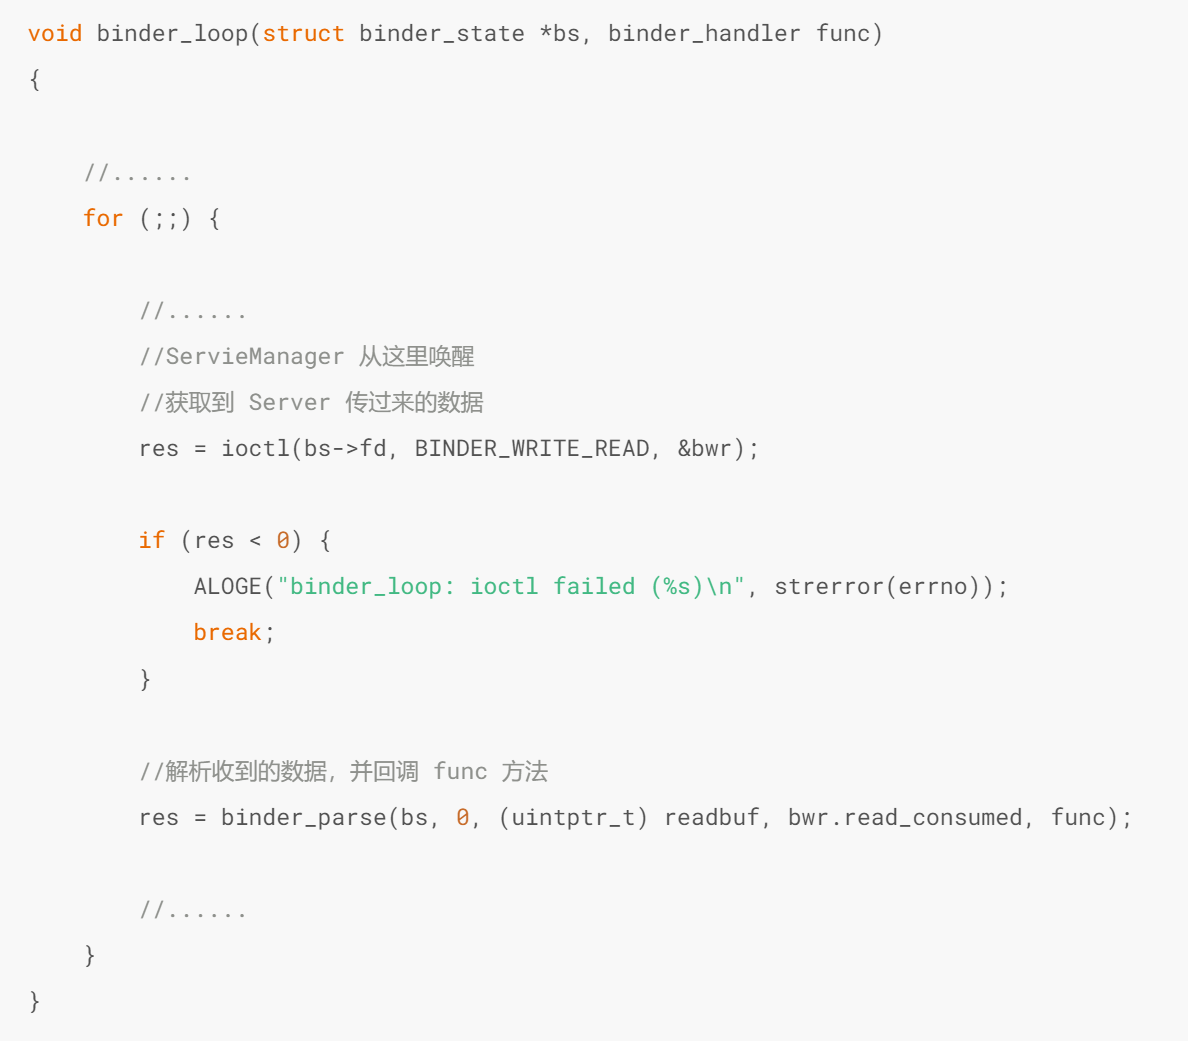 void binder_loop(struct binder_state *bs, binder_handler func)
{
//......
for (;;) {
//......
//ServieManager 从这里唤醒
//获取到 Server 传过来的数据
res = ioctl(bs->fd, BINDER_WRITE_READ, &bwr);
if (res < 0) {
ALOGE("binder_loop: ioctl failed (%s)\n", strerror(errno));
break;
}
//解析收到的数据，并回调 func 方法
res = binder_parse(bs, 0, (uintptr_t) readbuf, bwr.read_consumed, func);
//......
}
}